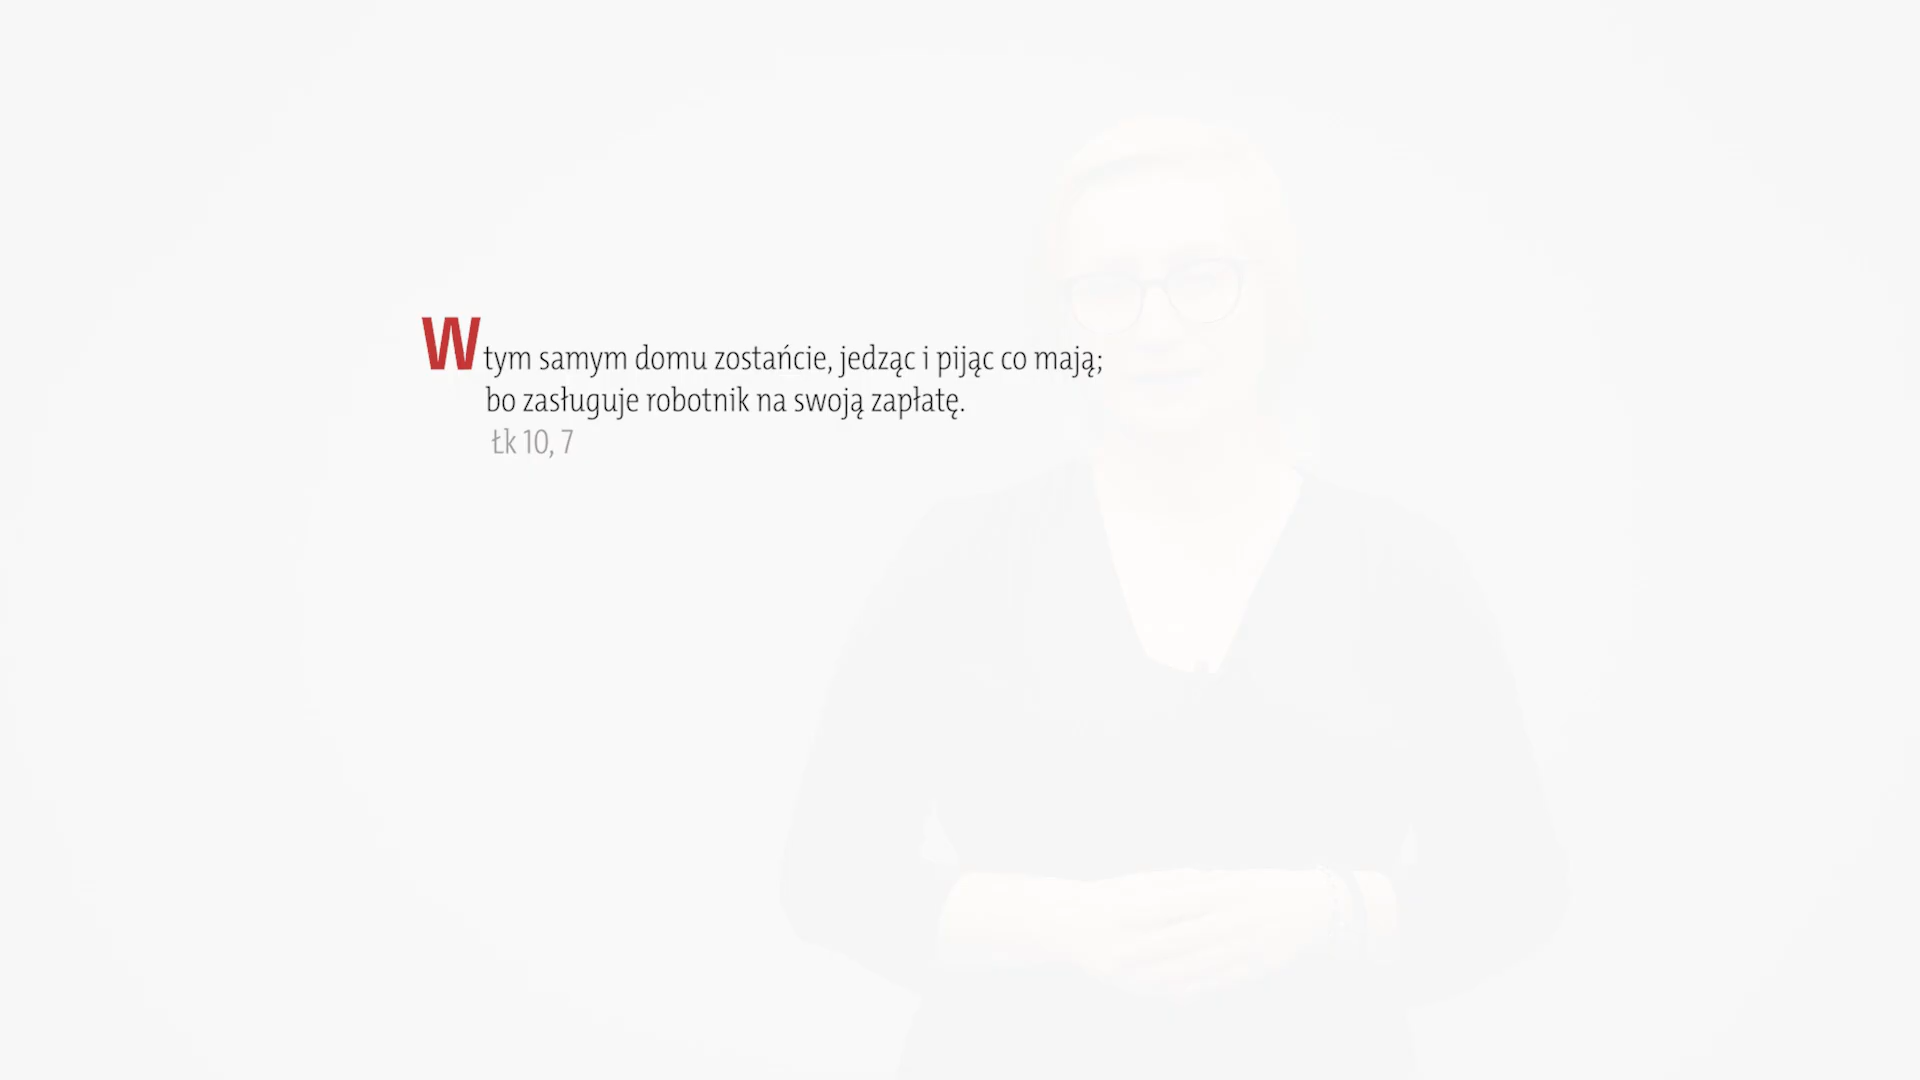 W tym samym domu zostańcie, jedząc i pijąc co mają;
bo zasługuje robotnik na swoją zapłatę.
Łk 10, 7